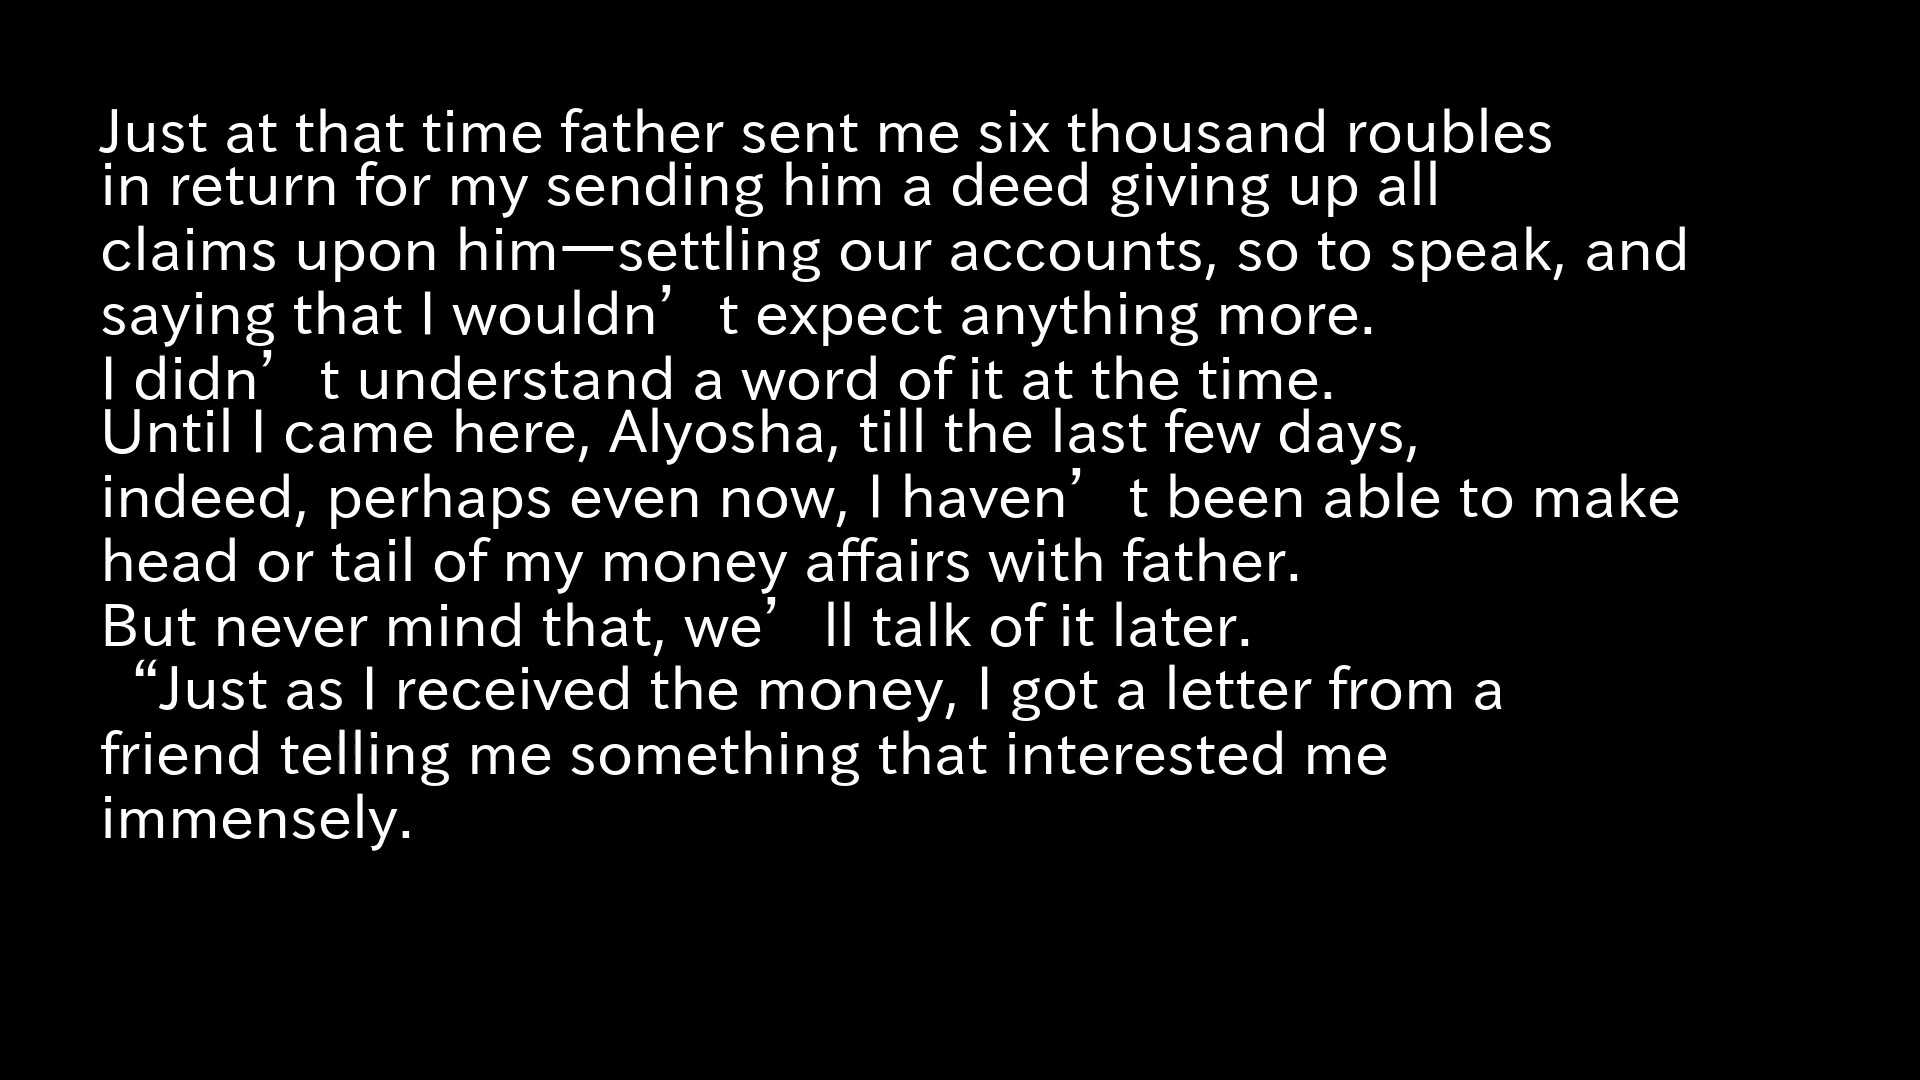 Just at that time father sent me six thousand roubles
in return for my sending him a deed giving up all
claims upon him—settling our accounts, so to speak, and
saying that I wouldn’t expect anything more.
I didn’t understand a word of it at the time.
Until I came here, Alyosha, till the last few days,
indeed, perhaps even now, I haven’t been able to make
head or tail of my money affairs with father.
But never mind that, we’ll talk of it later.
“Just as I received the money, I got a letter from a
friend telling me something that interested me
immensely.